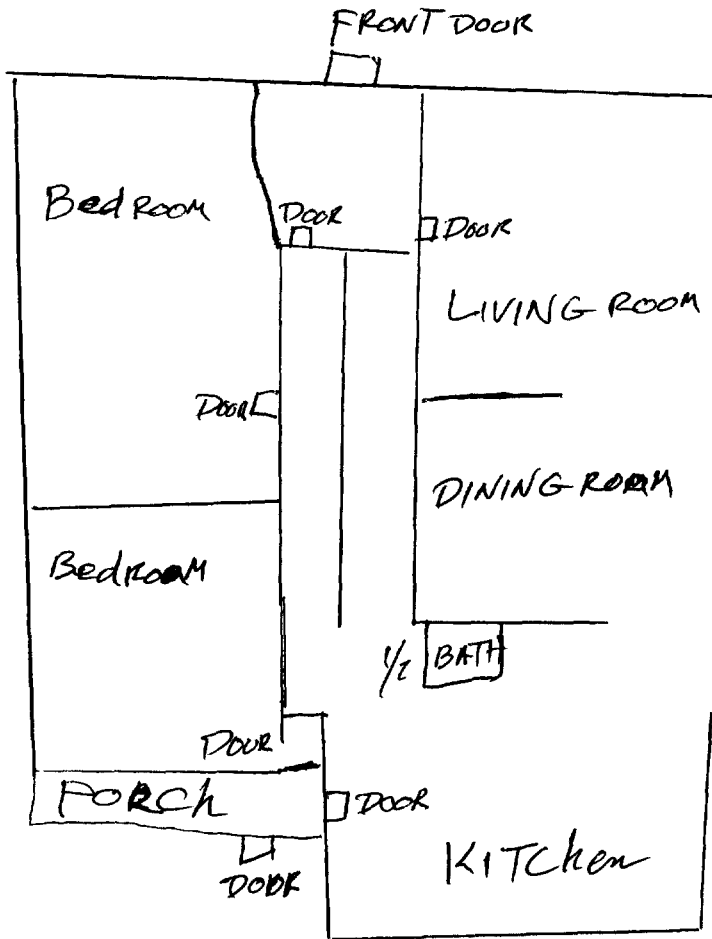 FRONT DOOR
BedROOM
DOOR
DOOR
LIVING ROOM
DOOR
DINING ROOM
BedROOM
1/2 BATH
DOOR
PORCh
DOOR
KITChen
DOOR